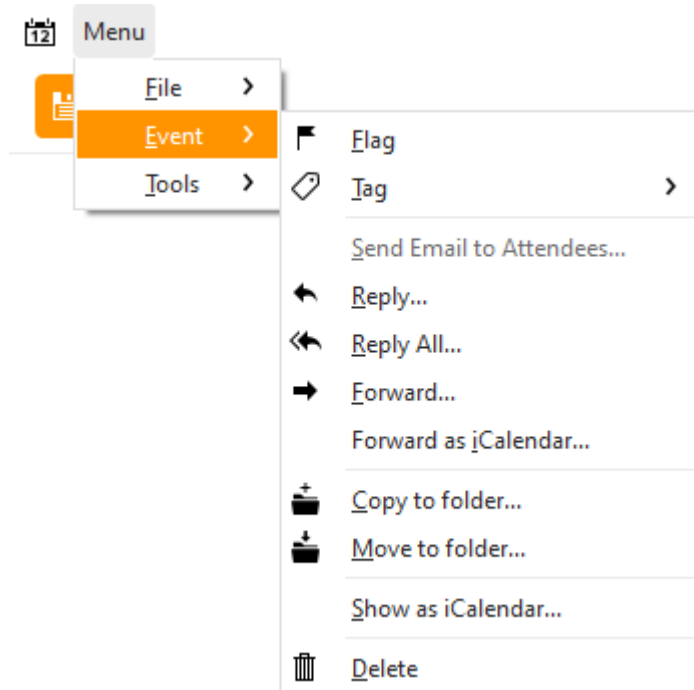 12 Menu
File
Event
Tools
Flag
Tag
Send Email to Attendees...
Reply...
Reply All...
Forward...
Forward as iCalendar...
Copy to folder...
Move to folder...
Show as iCalendar...
Delete